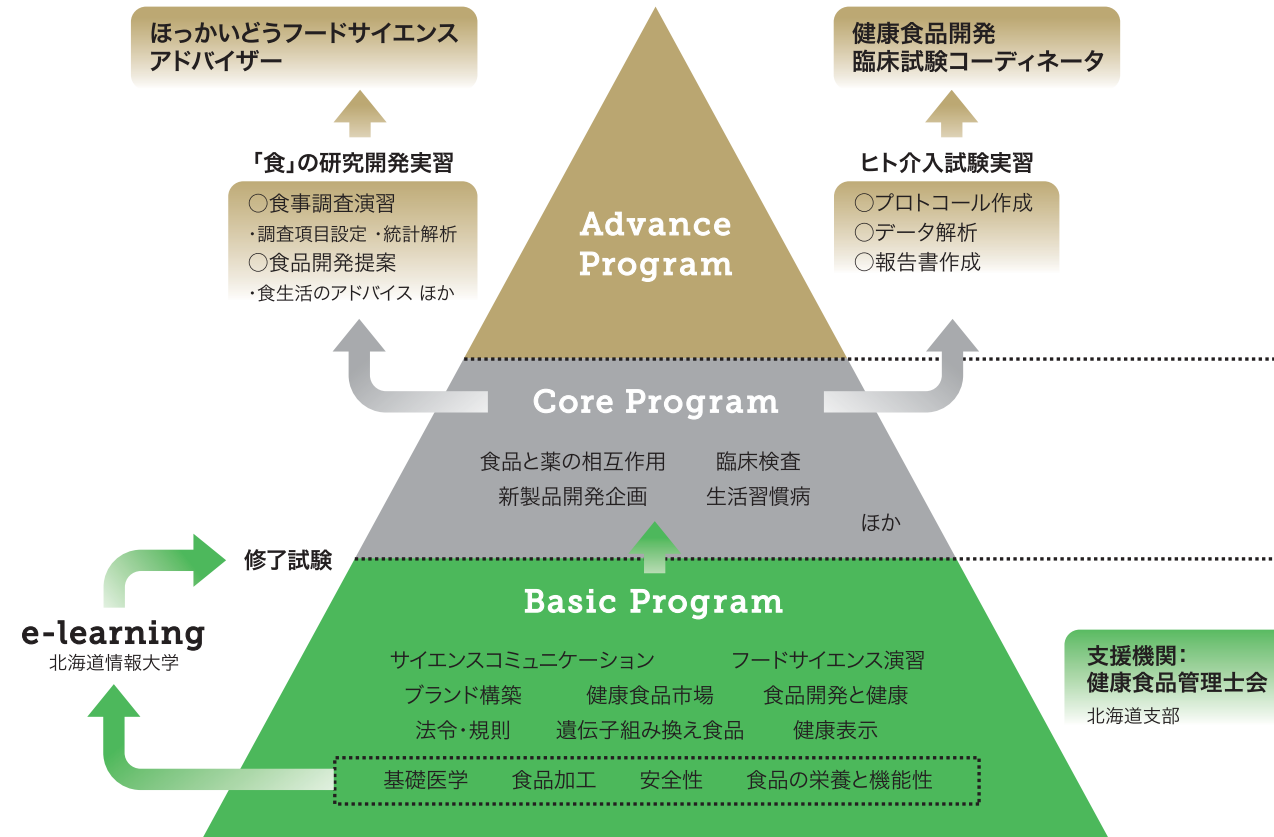 ほっかいどうフードサイエンス
アドバイザー
健康食品開発
臨床試験コーディネータ
「食」の研究開発実習
○食事調査演習
・調査項目設定 ・統計解析
○食品開発提案
・食生活のアドバイス ほか
ヒト介入試験実習
○プロトコール作成
○データ解析
○報告書作成
Advance
Program
Core Program
食品と薬の相互作用 臨床検査
新製品開発企画 生活習慣病
ほか
修了試験
e-learning
北海道情報大学
Basic Program
サイエンスコミュニケーション フードサイエンス演習
ブランド構築 健康食品市場 食品開発と健康
法令・規則 遺伝子組み換え食品 健康表示
基礎医学 食品加工 安全性 食品の栄養と機能性
支援機関：
健康食品管理士会
北海道支部